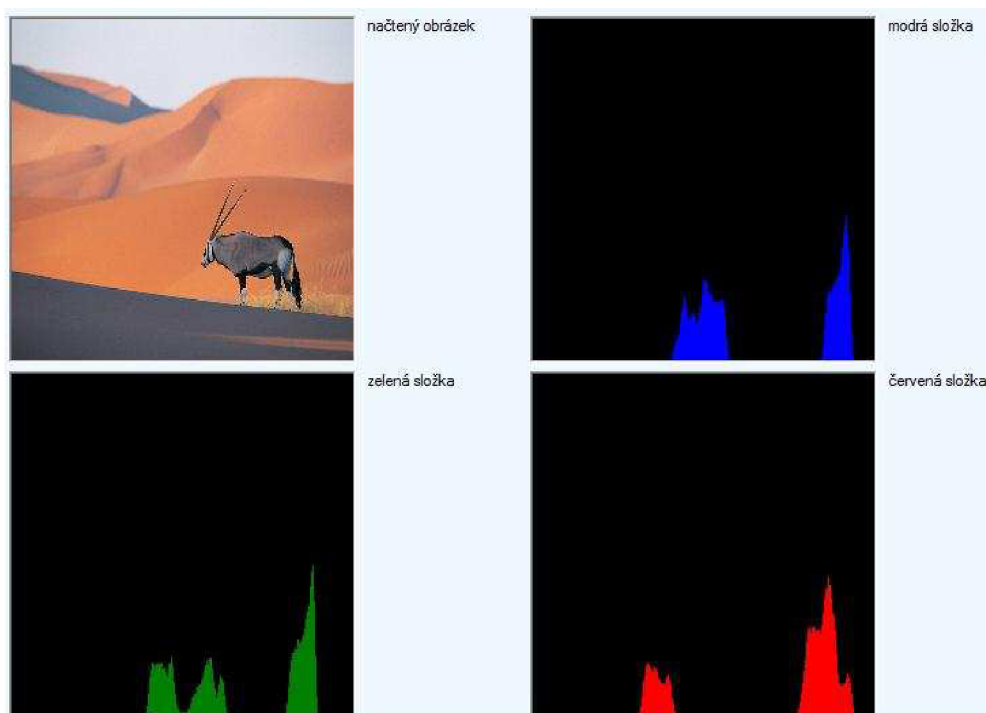 načtený obrázek
modrá složka
zelená složka
červená složka